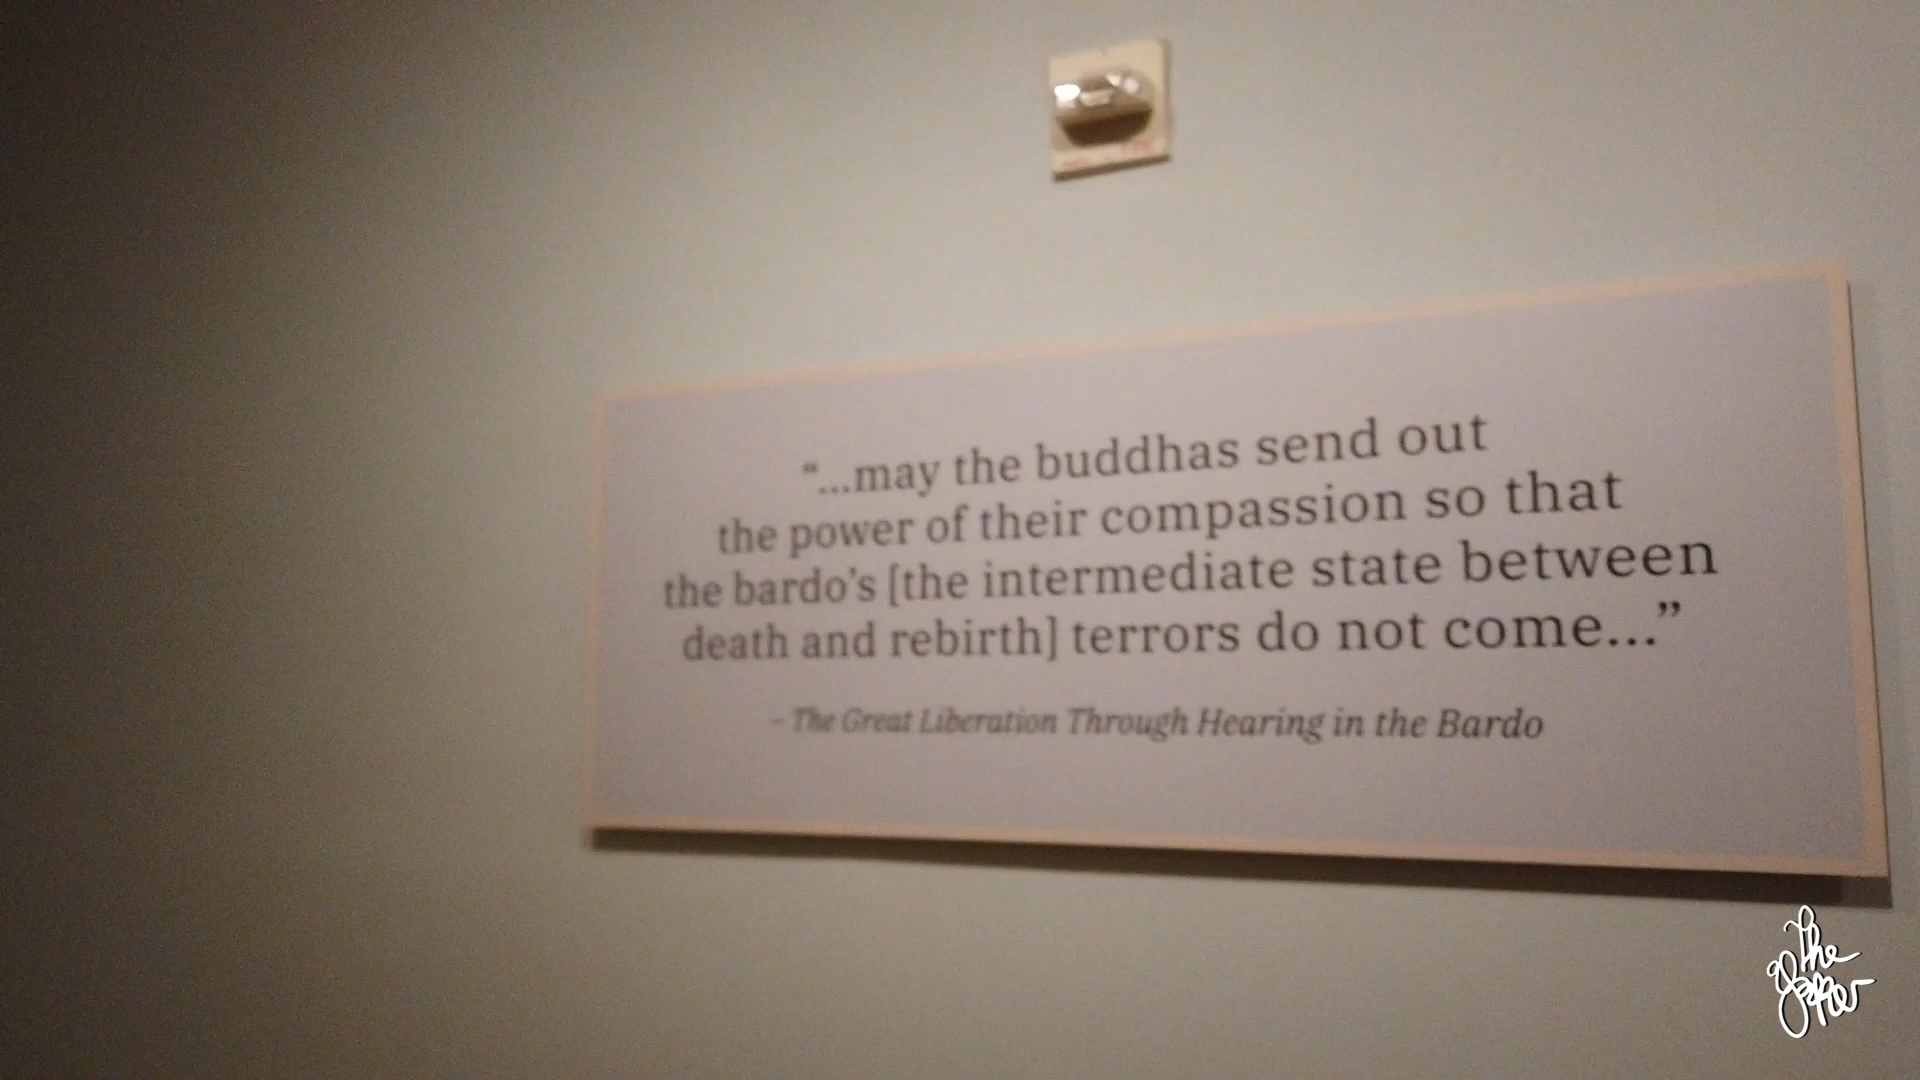 “...may the buddhas send out
the power of their compassion so that
the bardo’s [the intermediate state between
death and rebirth] terrors do not come...”
– The Great Liberation Through Hearing in the Bardo
The